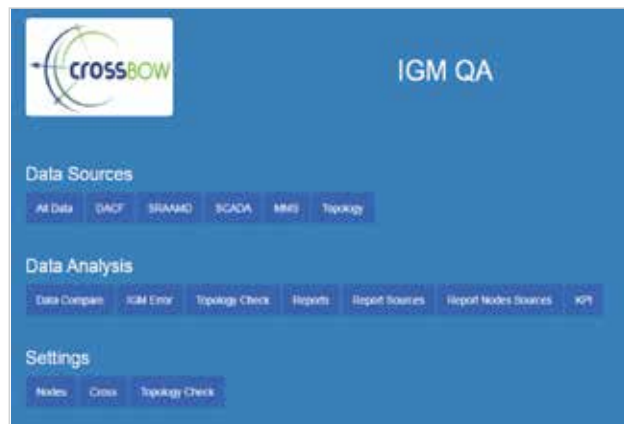 CROSSBOW
IGM QA
Data Sources
All Data DACF SRAAMD SCADA MMS Topology
Data Analysis
Data Compare IGM Error Topology Check Reports Report Sources Report Nodes Sources KPI
Settings
Nodes Cross Topology Check